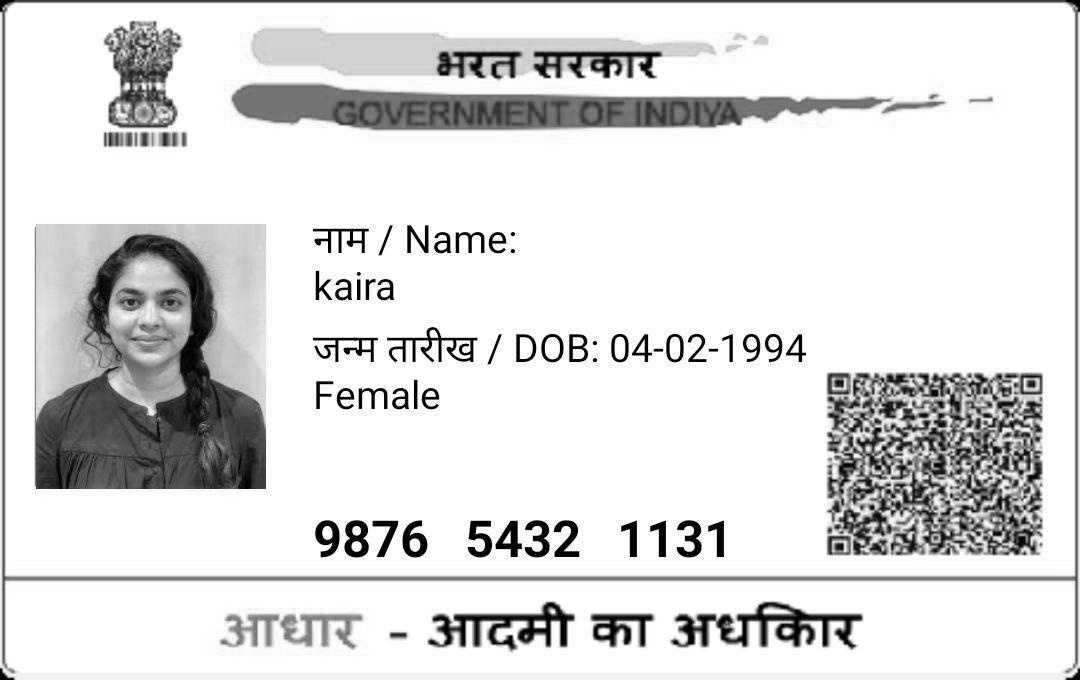 भरत सरकार
GOVERNMENT OF INDIYA
नाम / Name:
kaira
जन्म तारीख / DOB: 04-02-1994
Female
9876 5432 1131
आधार - आदमी का अधकिार